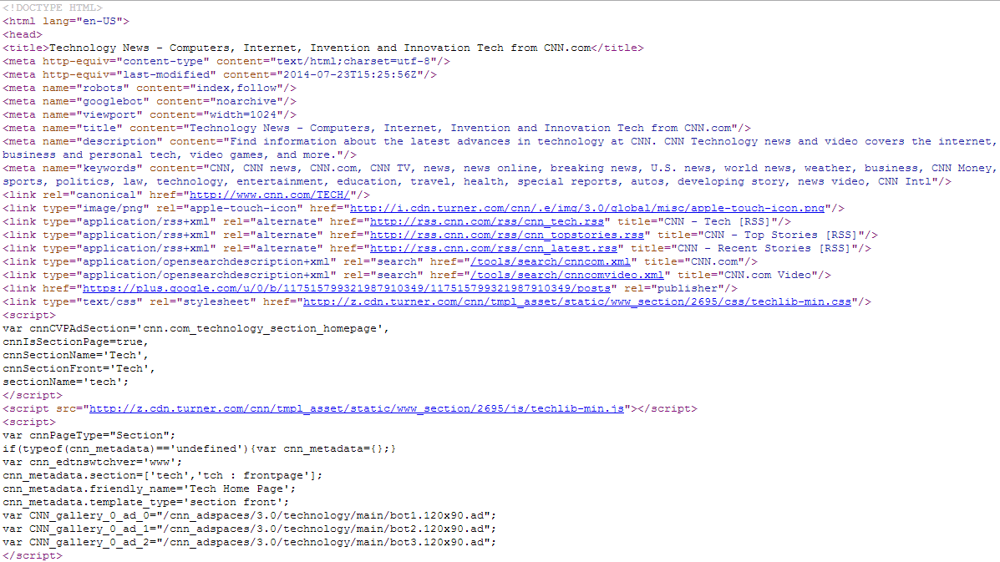 <!DOCTYPE HTML>
<html lang="en-US">
<head>
<title>Technology News - Computers, Internet, Invention and Innovation Tech from CNN.com</title>
<meta http-equiv="content-type" content="text/html;charset=utf-8"/>
<meta http-equiv="last-modified" content="2014-07-23T15:25:56Z"/>
<meta name="robots" content="index,follow"/>
<meta name="googlebot" content="noarchive"/>
<meta name="viewport" content="width=1024"/>
<meta name="title" content="Technology News - Computers, Internet, Invention and Innovation Tech from CNN.com"/>
<meta name="description" content="Find information about the latest advances in technology at CNN. CNN Technology news and video covers the internet,
business and personal tech, video games, and more."/>
<meta name="keywords" content="CNN, CNN news, CNN.com, CNN TV, news, news online, breaking news, U.S. news, world news, weather, business, CNN Money,
sports, politics, law, technology, entertainment, education, travel, health, special reports, autos, developing story, news video, CNN Intl"/>
<link rel="canonical" href="http://www.cnn.com/TECH/"/>
<link type="image/png" rel="apple-touch-icon" href="http://i.cdn.turner.com/cnn/.e/img/3.0/global/misc/apple-touch-icon.png"/>
<link type="application/rss+xml" rel="alternate" href="http://rss.cnn.com/rss/cnn_tech.rss" title="CNN - Tech [RSS]"/>
<link type="application/rss+xml" rel="alternate" href="http://rss.cnn.com/rss/cnn_topstories.rss" title="CNN - Top Stories [RSS]"/>
<link type="application/rss+xml" rel="alternate" href="http://rss.cnn.com/rss/cnn_latest.rss" title="CNN - Recent Stories [RSS]"/>
<link type="application/opensearchdescription+xml" rel="search" href="/tools/search/cnncom.xml" title="CNN.com"/>
<link type="application/opensearchdescription+xml" rel="search" href="/tools/search/cnncomvideo.xml" title="CNN.com Video"/>
<link href="https://plus.google.com/u/0/b/117515799321987910349/117515799321987910349/posts" rel="publisher"/>
<link type="text/css" rel="stylesheet" href="http://z.cdn.turner.com/cnn/tmpl_asset/static/www_section/2695/css/techlib-min.css"/>
<script>
var cnnCVPAdSection='cnn.com_technology_section_homepage',
cnnIsSectionPage=true,
cnnSectionName='Tech',
cnnSectionFront='Tech',
sectionName='tech';
</script>
<script src="http://z.cdn.turner.com/cnn/tmpl_asset/static/www_section/2695/js/techlib-min.js"></script>
<script>
var cnnPageType="Section";
if(typeof(cnn_metadata)=='undefined'){var cnn_metadata={};}
var cnn_edtnswtchver='www';
cnn_metadata.section=['tech','tch : frontpage'];
cnn_metadata.friendly_name='Tech Home Page';
cnn_metadata.template_type='section front';
var CNN_gallery_0_ad_0="/cnn_adspaces/3.0/technology/main/bot1.120x90.ad";
var CNN_gallery_0_ad_1="/cnn_adspaces/3.0/technology/main/bot2.120x90.ad";
var CNN_gallery_0_ad_2="/cnn_adspaces/3.0/technology/main/bot3.120x90.ad";
</script>